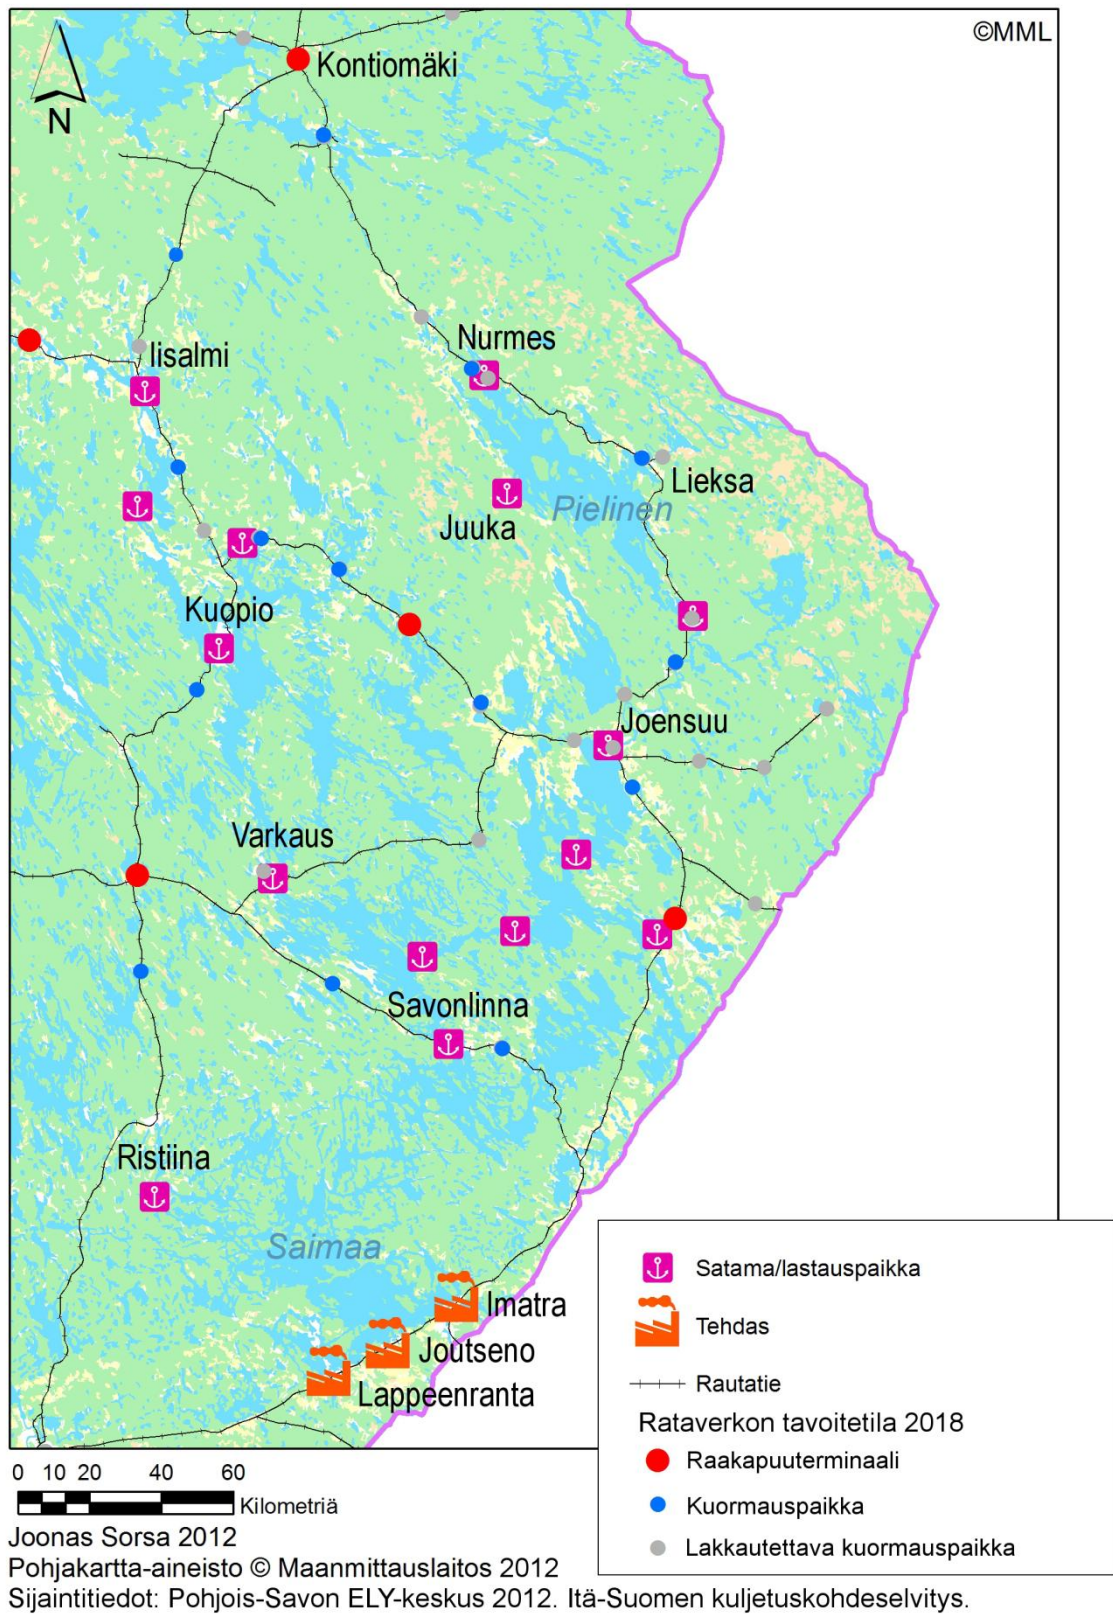 ©MML
Kontiomäki
N
Iisalmi
Nurmes
Lieksa
Juuka
Pielinen
Kuopio
Joensuu
Varkaus
Savonlinna
Ristiina
Saimaa
Imatra
Joutseno
Lappeenranta
Satama/lastauspaikka
Tehdas
Rautatie
Rataverkon tavoitetila 2018
Raakapuuterminaali
Kuormauspaikka
Lakkautettava kuormauspaikka
0 10 20 40 60
Kilometriä
Joonas Sorsa 2012
Pohjakartta-aineisto © Maanmittauslaitos 2012
Sijaintitiedot: Pohjois-Savon ELY-keskus 2012. Itä-Suomen kuljetuskohdeselvitys.